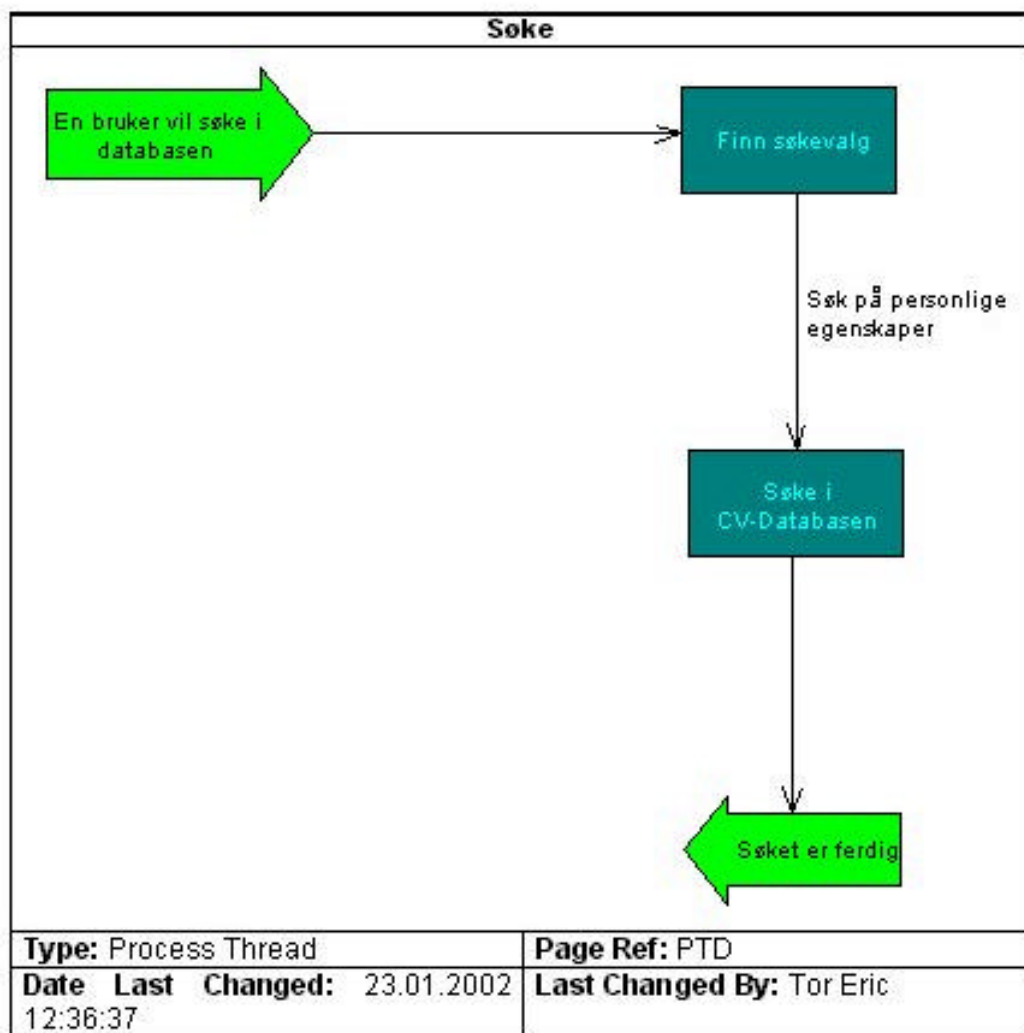 Søke
En bruker vil søke i
databasen
Finn søkevalg
Søk på personlige
egenskaper
Søke i
CV-Databasen
Søket er ferdig
Type: Process Thread
Page Ref: PTD
Date Last Changed: 23.01.2002
12:36:37
Last Changed By: Tor Eric